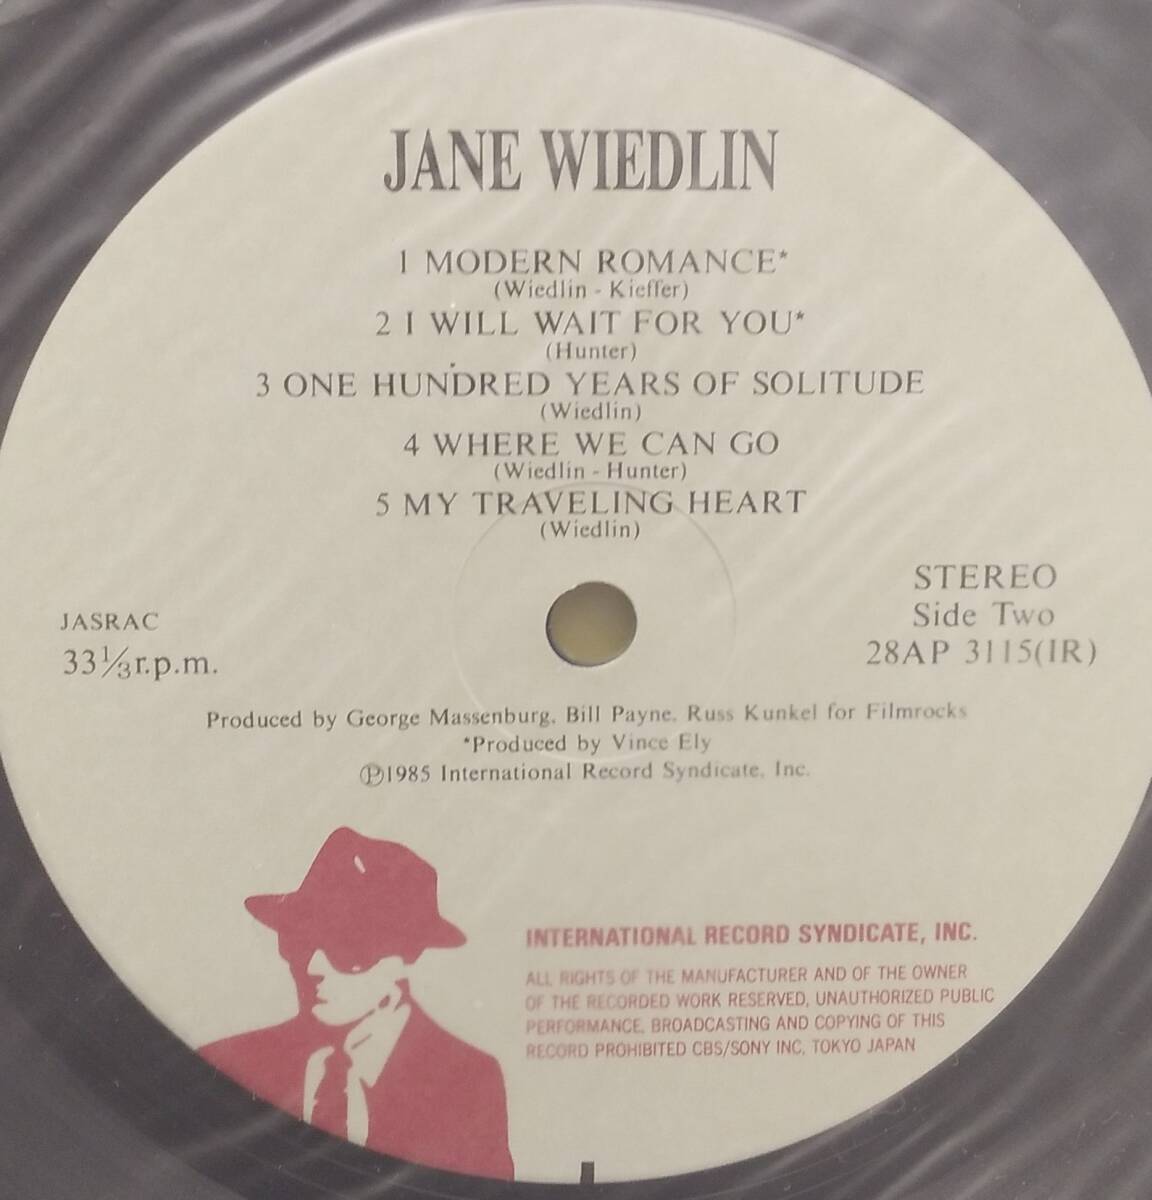 JANE WIEDLIN
1 MODERN ROMANCE*
(Wiedlin - Kieffer)
2 I WILL WAIT FOR YOU*
(Hunter)
3 ONE HUNDRED YEARS OF SOLITUDE
(Wiedlin)
4 WHERE WE CAN GO
(Wiedlin - Hunter)
5 MY TRAVELING HEART
(Wiedlin)
STEREO
Side Two
28AP 3115(IR)
JASRAC
33⅓r.p.m.
Produced by George Massenburg, Bill Payne, Russ Kunkel for Filmrocks
*Produced by Vince Ely
℗1985 International Record Syndicate, Inc.
INTERNATIONAL RECORD SYNDICATE, INC.
ALL RIGHTS OF THE MANUFACTURER AND OF THE OWNER
OF THE RECORDED WORK RESERVED, UNAUTHORIZED PUBLIC
PERFORMANCE, BROADCASTING AND COPYING OF THIS
RECORD PROHIBITED CBS/SONY INC, TOKYO JAPAN